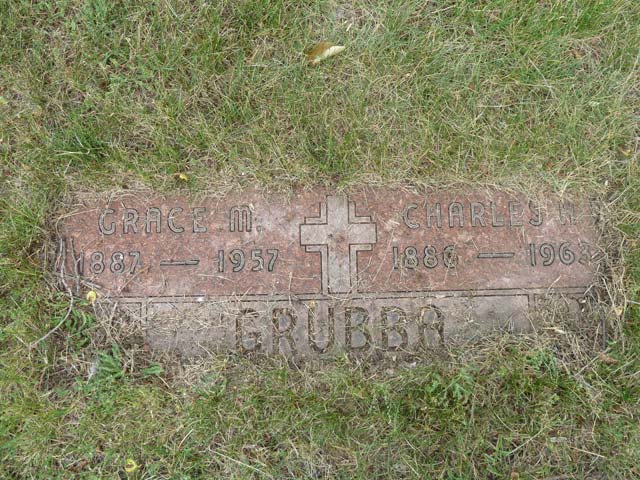 GRACE M. CHARLES H.
1887 — 1957 1886 — 1963
GRUBBA